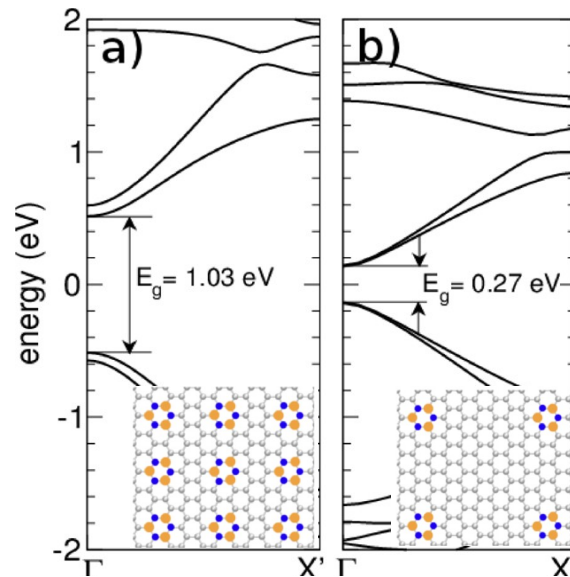 a)
b)
2
1
0
-1
-2
energy (eV)
E_g = 1.03 eV
E_g = 0.27 eV
Γ
X'
Γ
X